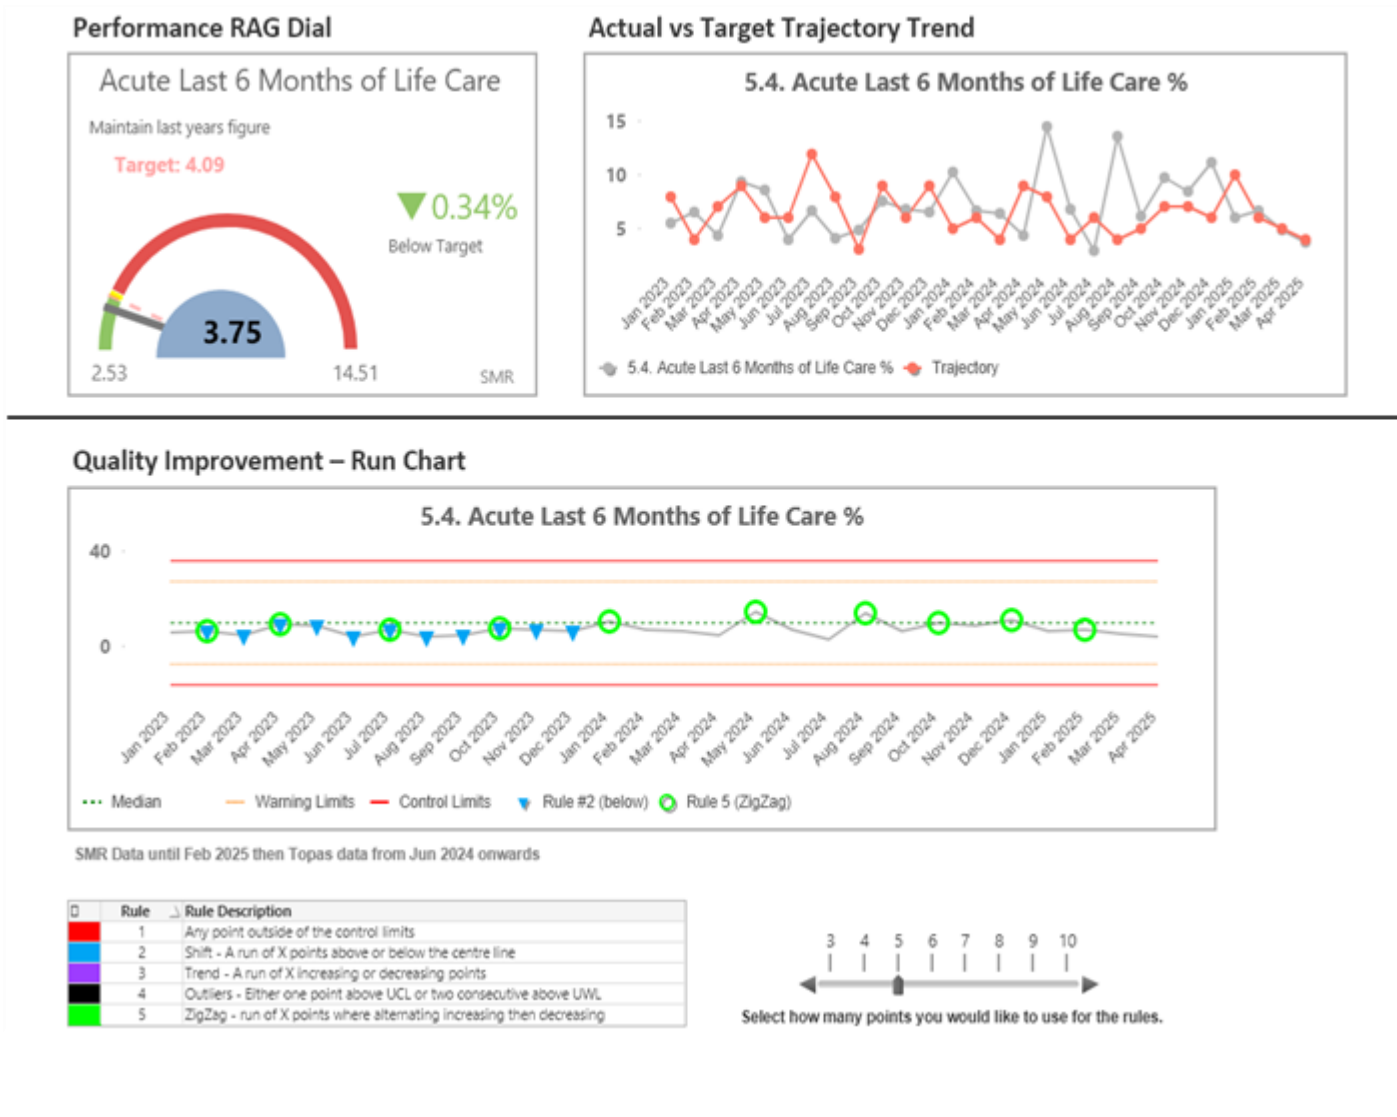 Performance RAG Dial
Actual vs Target Trajectory Trend
Acute Last 6 Months of Life Care
Maintain last years figure
Target: 4.09
▼0.34%
Below Target
3.75
2.53
14.51
SMR
5.4. Acute Last 6 Months of Life Care %
15
10
5
Jan 2023
Feb 2023
Mar 2023
Apr 2023
May 2023
Jun 2023
Jul 2023
Aug 2023
Sep 2023
Oct 2023
Nov 2023
Dec 2023
Jan 2024
Feb 2024
Mar 2024
Apr 2024
May 2024
Jun 2024
Jul 2024
Aug 2024
Sep 2024
Oct 2024
Nov 2024
Dec 2024
Jan 2025
Feb 2025
Mar 2025
Apr 2025
5.4. Acute Last 6 Months of Life Care % Trajectory
Quality Improvement – Run Chart
5.4. Acute Last 6 Months of Life Care %
40
0
Jan 2023
Feb 2023
Mar 2023
Apr 2023
May 2023
Jun 2023
Jul 2023
Aug 2023
Sep 2023
Oct 2023
Nov 2023
Dec 2023
Jan 2024
Feb 2024
Mar 2024
Apr 2024
May 2024
Jun 2024
Jul 2024
Aug 2024
Sep 2024
Oct 2024
Nov 2024
Dec 2024
Jan 2025
Feb 2025
Mar 2025
Apr 2025
Median Warning Limits Control Limits Rule #2 (below) Rule 5 (ZigZag)
SMR Data until Feb 2025 then Topas data from Jun 2024 onwards
Rule Rule Description
1 Any point outside of the control limits
2 Shift - A run of X points above or below the centre line
3 Trend - A run of X increasing or decreasing points
4 Outliers - Either one point above UCL or two consecutive above UWL
5 ZigZag - run of X points where alternating increasing then decreasing
3 4 5 6 7 8 9 10
Select how many points you would like to use for the rules.